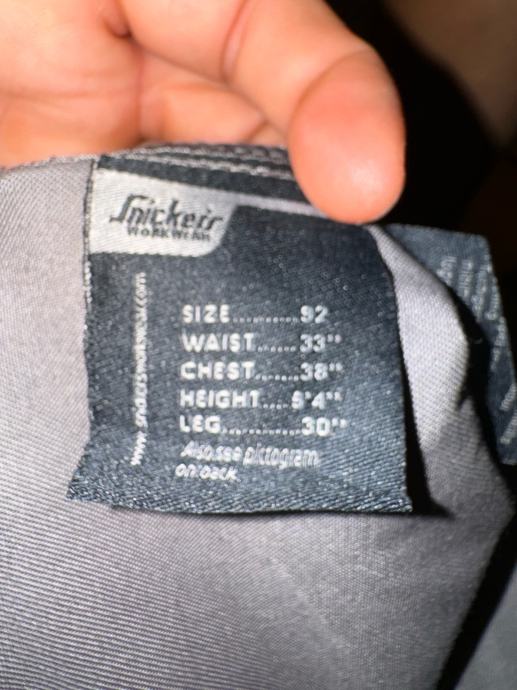 Snickers
WORKWEAR
SIZE..........92
WAIST......33"
CHEST......38"
HEIGHT....5'4"
LEG............30"
Also see pictogram
on back.
www.snickersworkwear.com